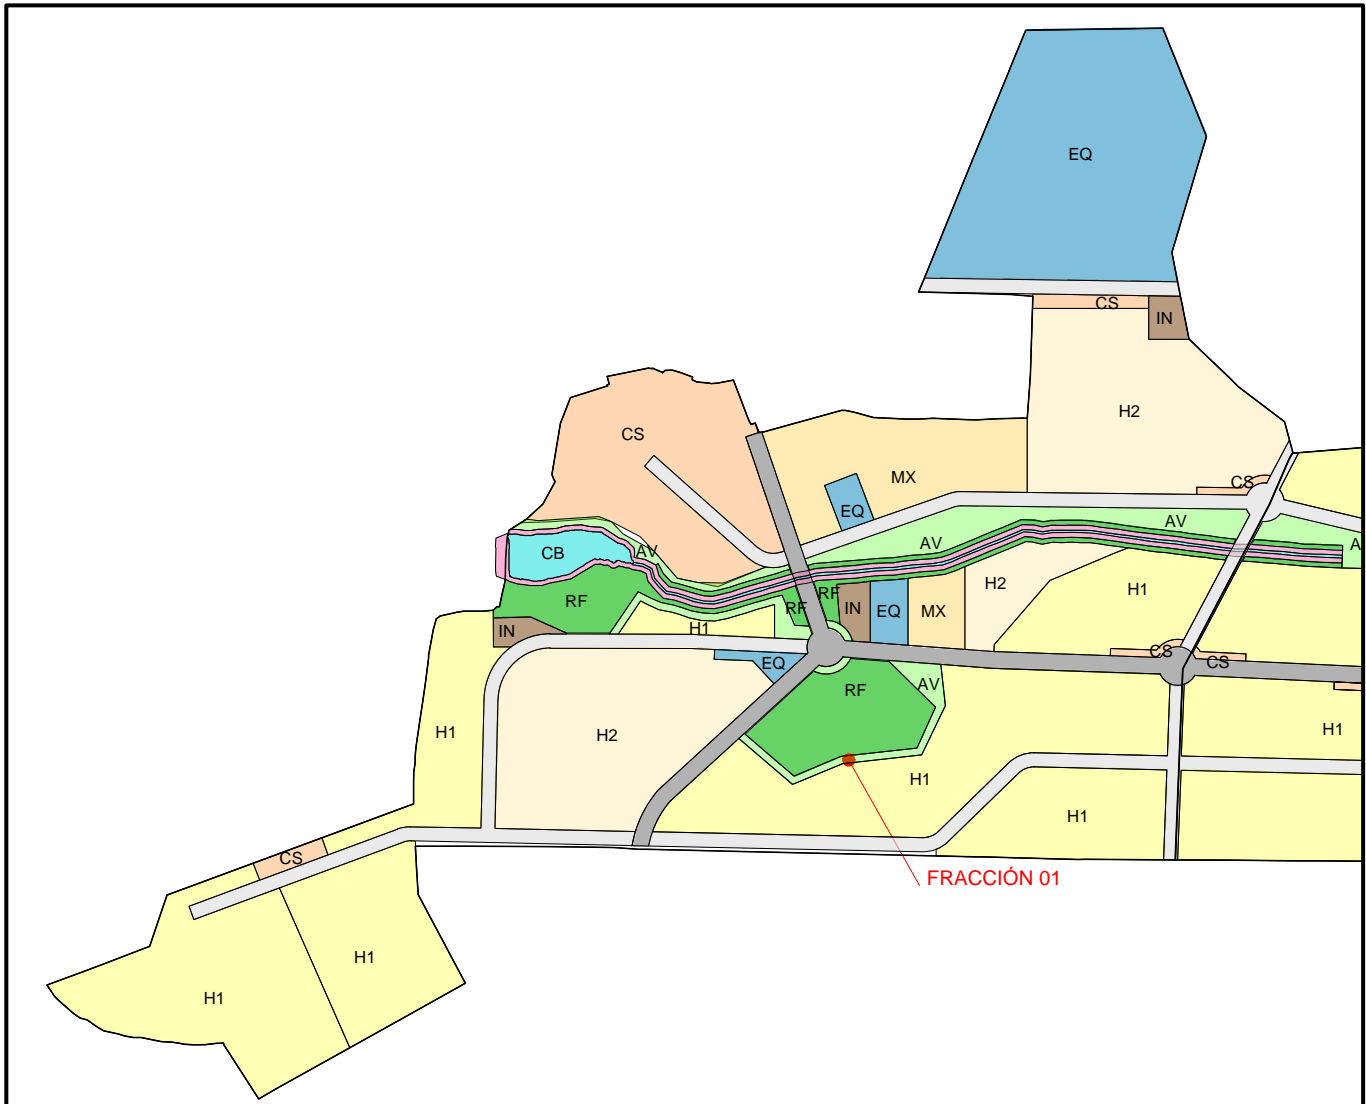 EQ
CS
IN
H2
CS
MX
CS
EQ
AV
AV
A
CB
AV
H2
H1
RF
RF
RF
IN
EQ
MX
IN
H1
CS
CS
EQ
AV
RF
H1
H2
H1
H1
H1
CS
FRACCIÓN 01
H1
H1